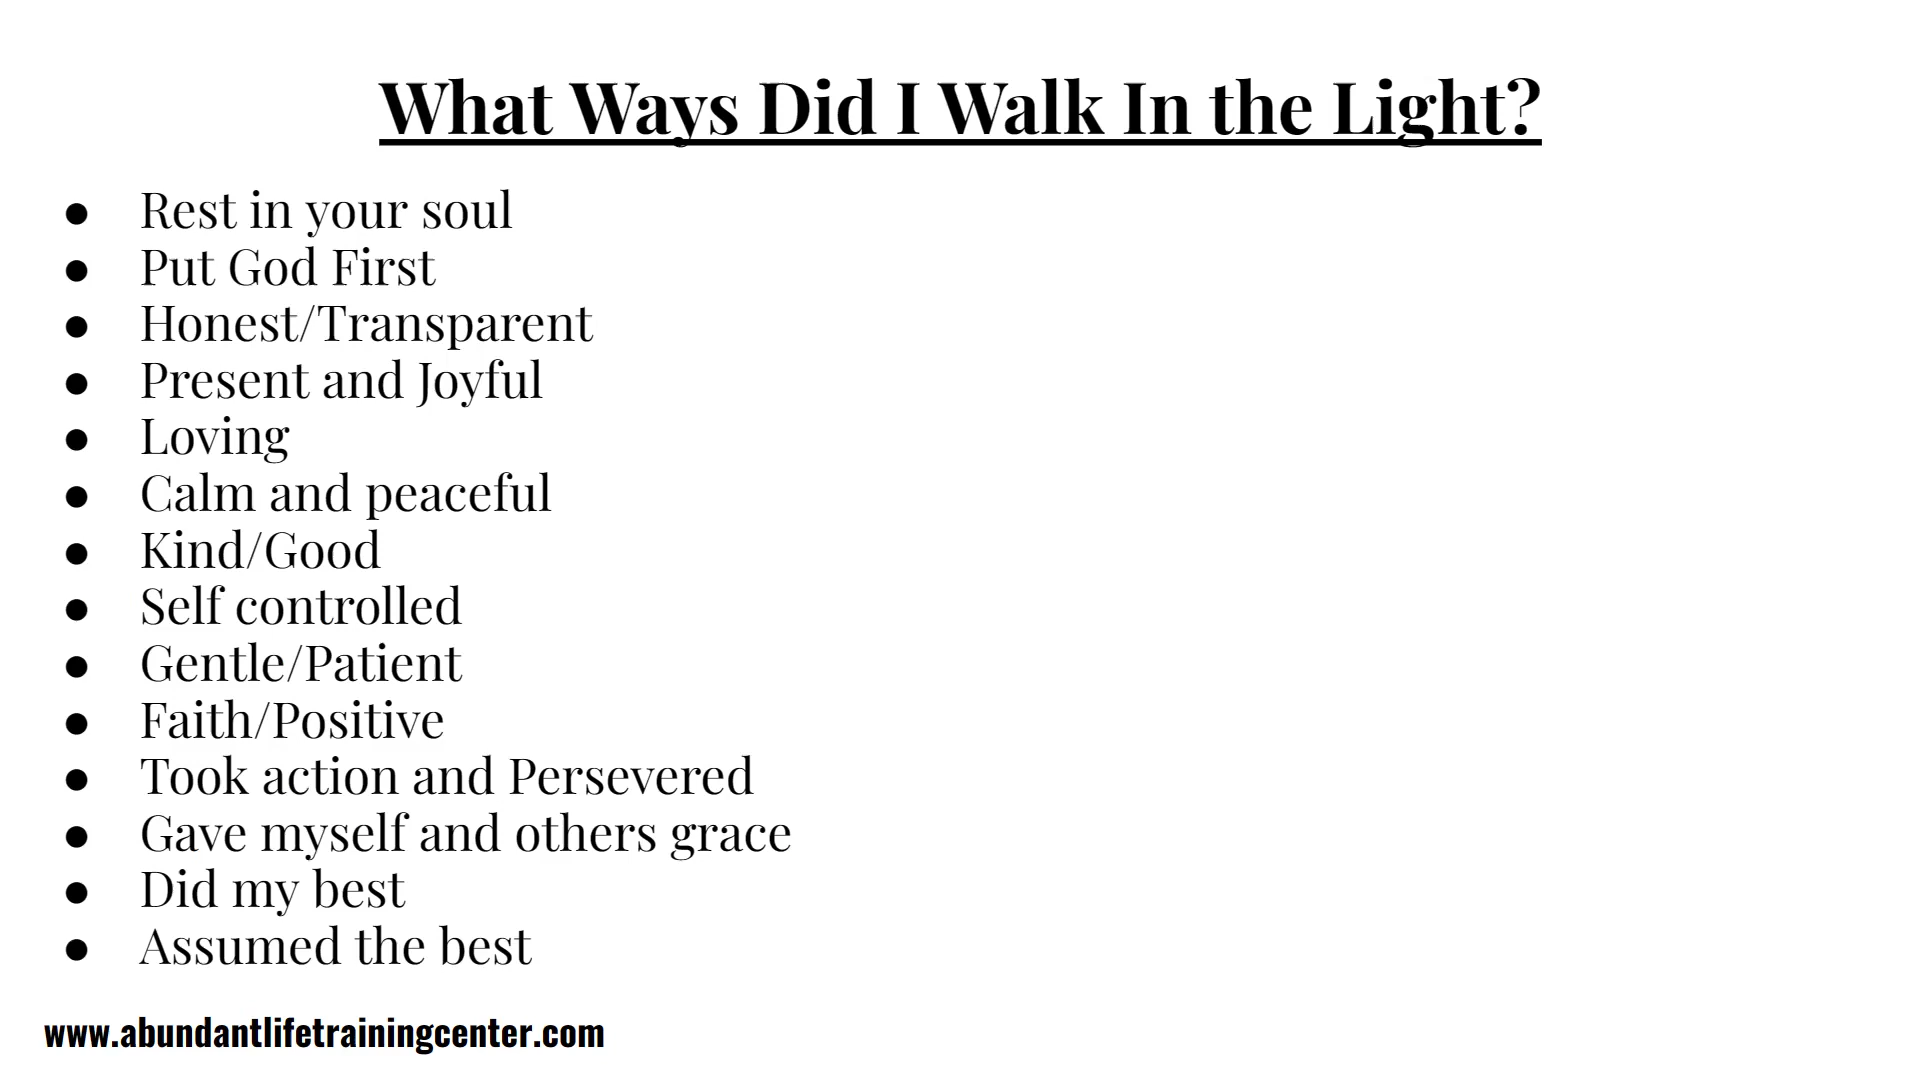 What Ways Did I Walk In the Light?
● Rest in your soul
● Put God First
● Honest/Transparent
● Present and Joyful
● Loving
● Calm and peaceful
● Kind/Good
● Self controlled
● Gentle/Patient
● Faith/Positive
● Took action and Persevered
● Gave myself and others grace
● Did my best
● Assumed the best
www.abundantlifetrainingcenter.com